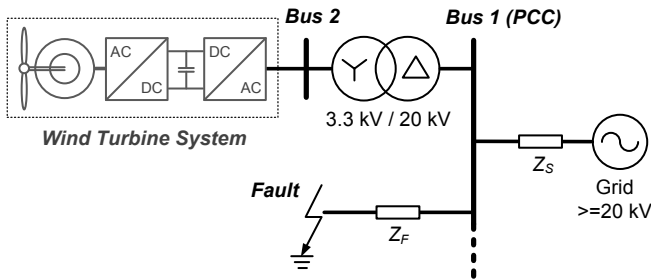 Bus 2
Bus 1 (PCC)
AC
DC
DC
AC
3.3 kV / 20 kV
Wind Turbine System
Z_S
Grid
>=20 kV
Fault
Z_F